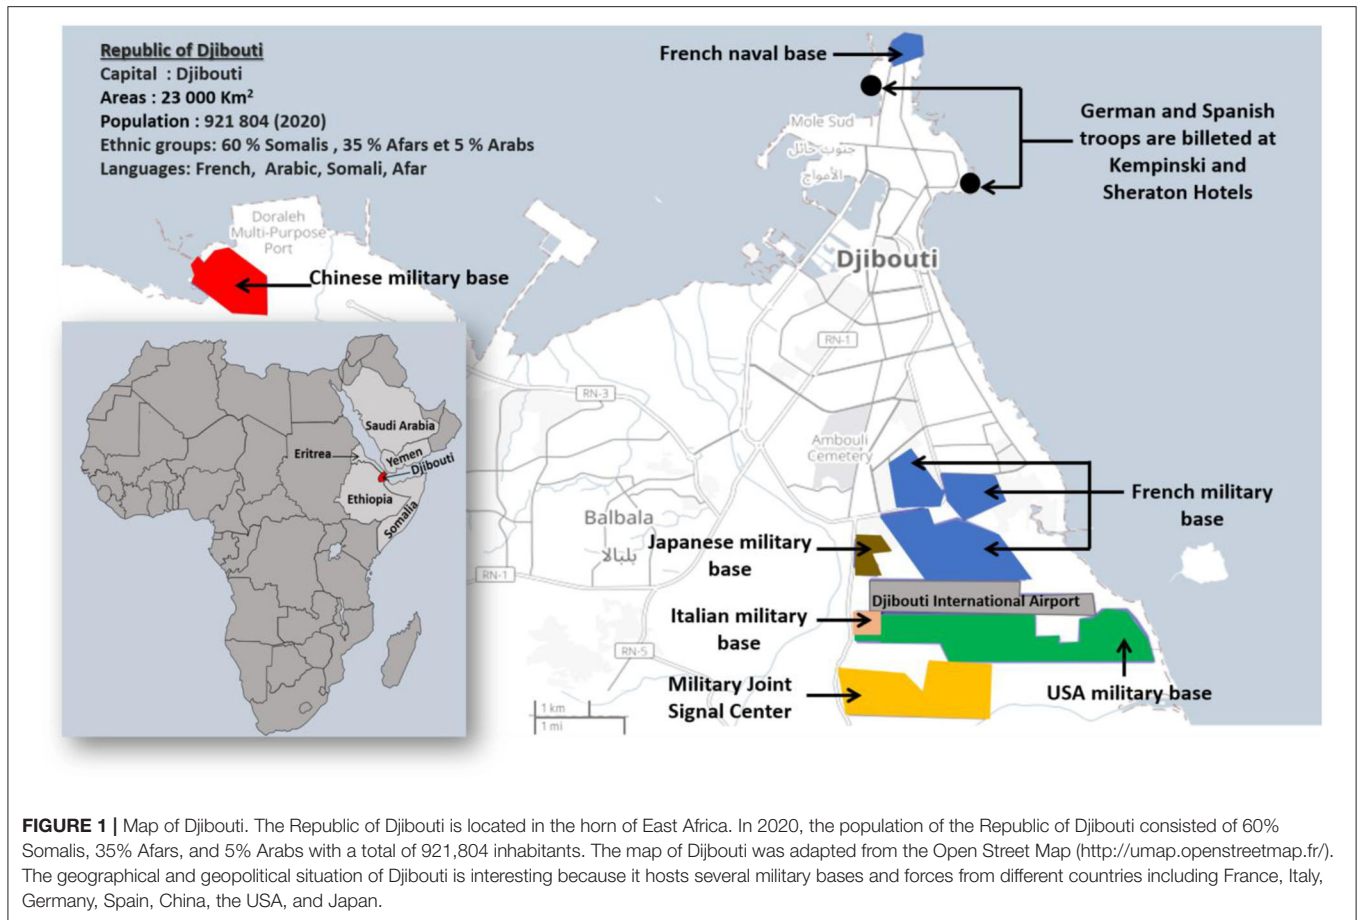 Republic of Djibouti
Capital : Djibouti
Areas : 23 000 Km²
Population : 921 804 (2020)
Ethnic groups: 60 % Somalis , 35 % Afars et 5 % Arabs
Languages: French, Arabic, Somali, Afar
French naval base
German and Spanish
troops are billeted at
Kempinski and
Sheraton Hotels
Mole Sud
جنوب حائل
الأمواج
Doraleh
Multi-Purpose
Port
Chinese military base
Djibouti
RN-1
RN-3
Saudi Arabia
Eritrea
Yemen
Djibouti
Ethiopia
Somalia
Ambouli
Cemetery
French military
base
Balbala
بلبالا
Japanese military
base
RN-1
Djibouti International Airport
Italian military
base
RN-5
Military Joint
Signal Center
USA military base
1 km
1 mi
FIGURE 1 | Map of Djibouti. The Republic of Djibouti is located in the horn of East Africa. In 2020, the population of the Republic of Djibouti consisted of 60%
Somalis, 35% Afars, and 5% Arabs with a total of 921,804 inhabitants. The map of Dijbouti was adapted from the Open Street Map (http://umap.openstreetmap.fr/).
The geographical and geopolitical situation of Djibouti is interesting because it hosts several military bases and forces from different countries including France, Italy,
Germany, Spain, China, the USA, and Japan.